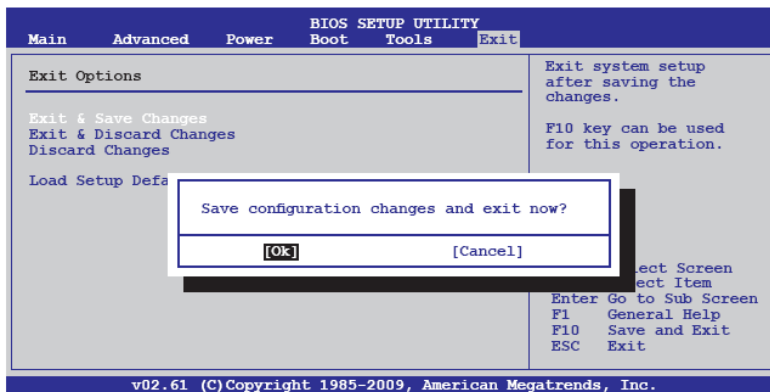 BIOS SETUP UTILITY
Main Advanced Power Boot Tools Exit
Exit Options
Exit & Save Changes
Exit & Discard Changes
Discard Changes
Load Setup Defa
Save configuration changes and exit now?
[Ok] [Cancel]
Exit system setup
after saving the
changes.
F10 key can be used
for this operation.
ect Screen
ect Item
Enter Go to Sub Screen
F1 General Help
F10 Save and Exit
ESC Exit
v02.61 (C)Copyright 1985-2009, American Megatrends, Inc.